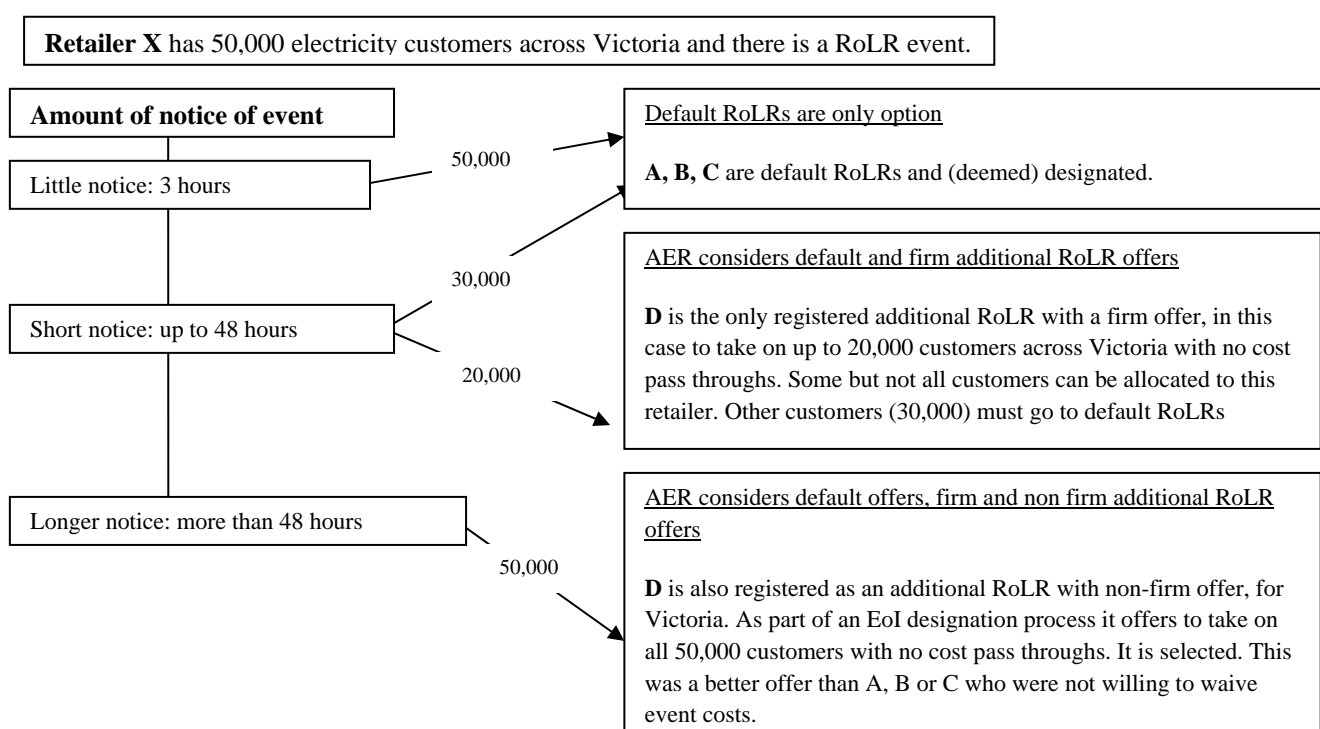 Retailer X has 50,000 electricity customers across Victoria and there is a RoLR event.
Amount of notice of event
Little notice: 3 hours
50,000
Default RoLRs are only option
A, B, C are default RoLRs and (deemed) designated.
Short notice: up to 48 hours
30,000
20,000
AER considers default and firm additional RoLR offers
D is the only registered additional RoLR with a firm offer, in this
case to take on up to 20,000 customers across Victoria with no cost
pass throughs. Some but not all customers can be allocated to this
retailer. Other customers (30,000) must go to default RoLRs
Longer notice: more than 48 hours
50,000
AER considers default offers, firm and non firm additional RoLR
offers
D is also registered as an additional RoLR with non-firm offer, for
Victoria. As part of an EoI designation process it offers to take on
all 50,000 customers with no cost pass throughs. It is selected. This
was a better offer than A, B or C who were not willing to waive
event costs.